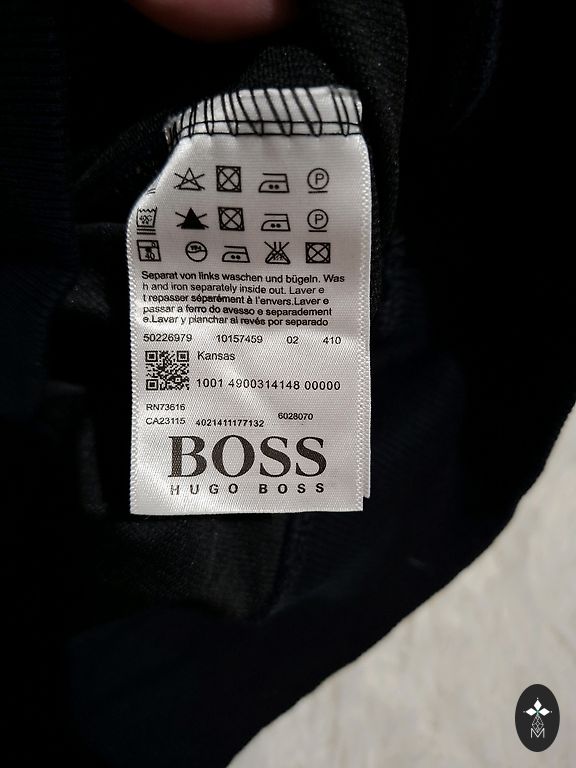 P
40C
P
40
Separat von links waschen und bügeln. Was
h and iron separately inside out. Laver e
t repasser séparément à l'envers.Lavar e
passar a ferro do avesso e separadement
e.Lavar y planchar al revés por separado
50226979 10157459 02 410
Kansas
1001 4900314148 00000
RN73616
CA23115 4021411177132 6028070
BOSS
HUGO BOSS
M